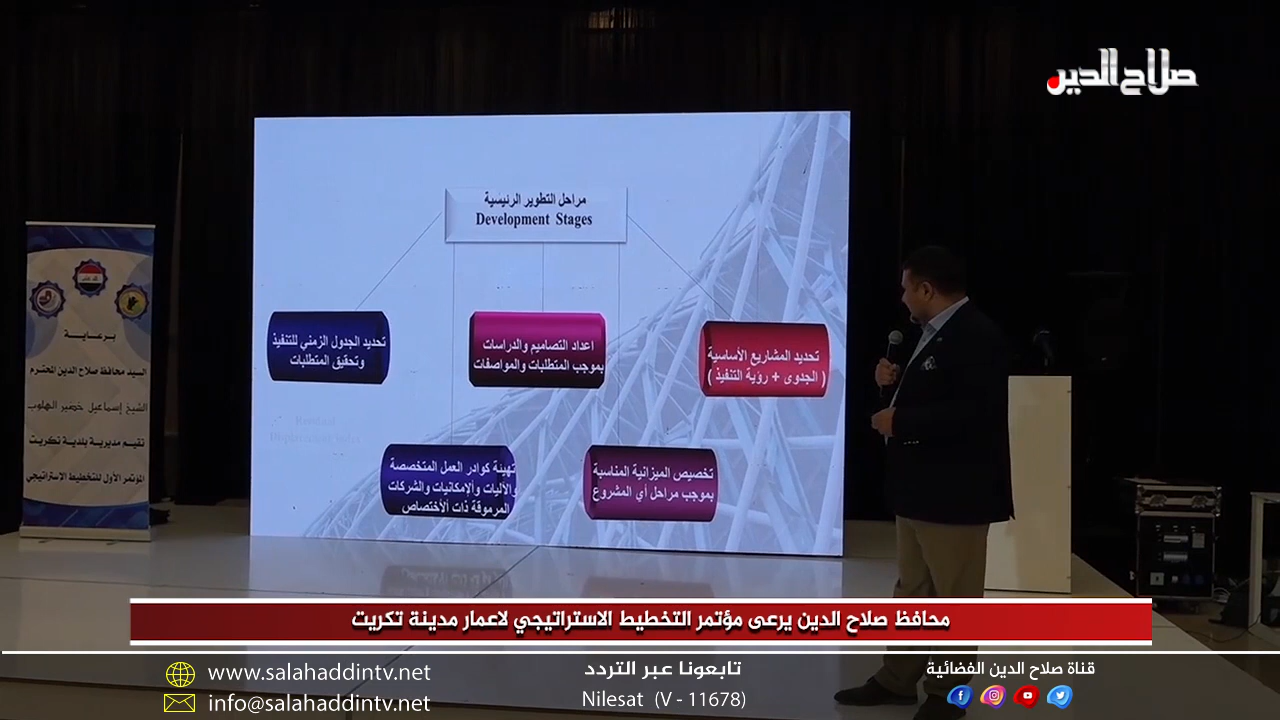 صلاح الدين
مراحل التطوير الرئيسية
Development Stages
تحديد المشاريع الأساسية
( الجدوى + رؤية التنفيذ )
اعداد التصاميم والدراسات
بموجب المتطلبات والمواصفات
تحديد الجدول الزمني للتنفيذ
وتحقيق المتطلبات
تخصيص الميزانية المناسبة
بموجب مراحل أي المشروع
تهيئة كوادر العمل المتخصصة
والأليات والإمكانيات والشركات
المرموقة ذات ألأختصاص
برعـايـــة
السيد محافظ صلاح الدين المحترم
الشيخ إسماعيل خضير الهلوب
تقيم مديرية بلدية تكريت
المؤتمر الأول للتخطيط الاستراتيجي
محافظ صلاح الدين يرعى مؤتمر التخطيط الاستراتيجي لاعمار مدينة تكريت
قناة صلاح الدين الفضائية
تابعونا عبر التردد
Nilesat (V - 11678)
www.salahaddintv.net
info@salahaddintv.net